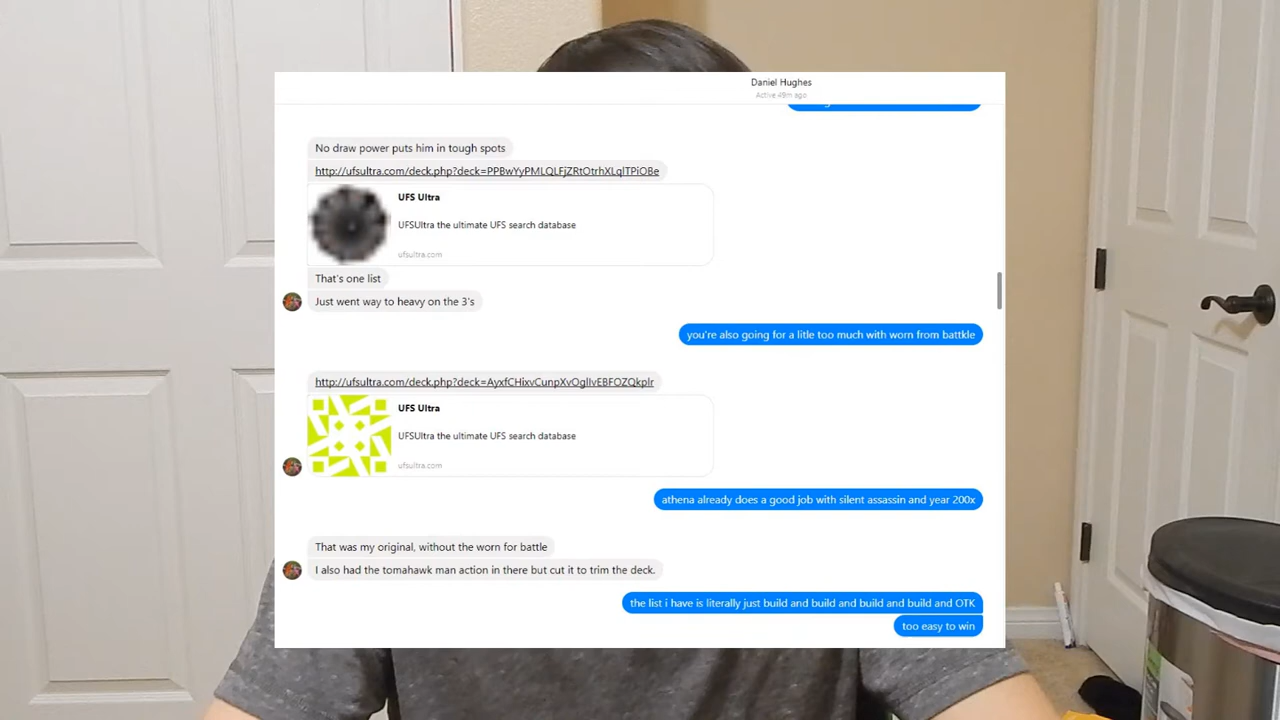 Daniel Hughes
Active 49m ago
No draw power puts him in tough spots
http://ufsultra.com/deck.php?deck=PPBwYyPMLQLFjZRtOtrhXLqlTPiOBe
UFS Ultra
UFSUltra the ultimate UFS search database
ufsultra.com
That's one list
Just went way to heavy on the 3's
you're also going for a litle too much with worn from battkle
http://ufsultra.com/deck.php?deck=AyxfCHixvCunpXvOgllvEBFOZQkplr
UFS Ultra
UFSUltra the ultimate UFS search database
ufsultra.com
athena already does a good job with silent assassin and year 200x
That was my original, without the worn for battle
I also had the tomahawk man action in there but cut it to trim the deck.
the list i have is literally just build and build and build and build and OTK
too easy to win